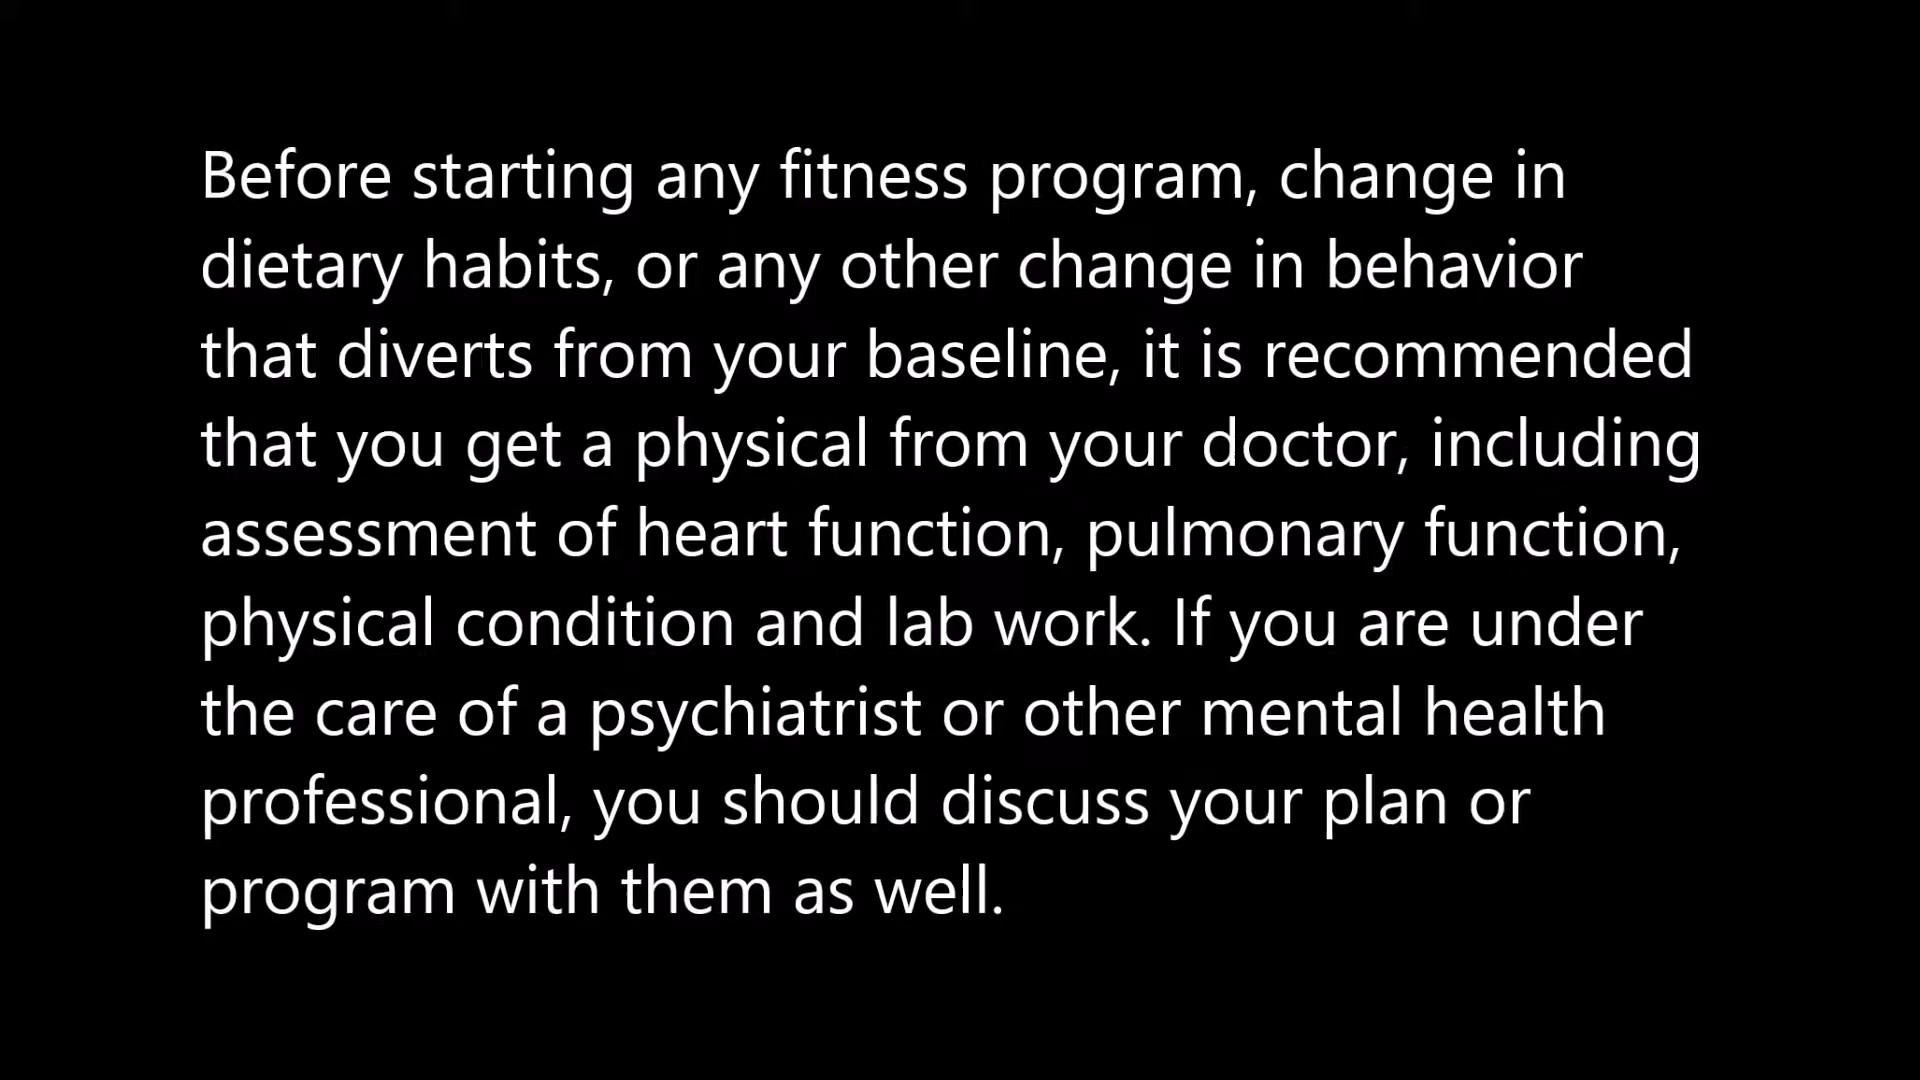 Before starting any fitness program, change in
dietary habits, or any other change in behavior
that diverts from your baseline, it is recommended
that you get a physical from your doctor, including
assessment of heart function, pulmonary function,
physical condition and lab work. If you are under
the care of a psychiatrist or other mental health
professional, you should discuss your plan or
program with them as well.